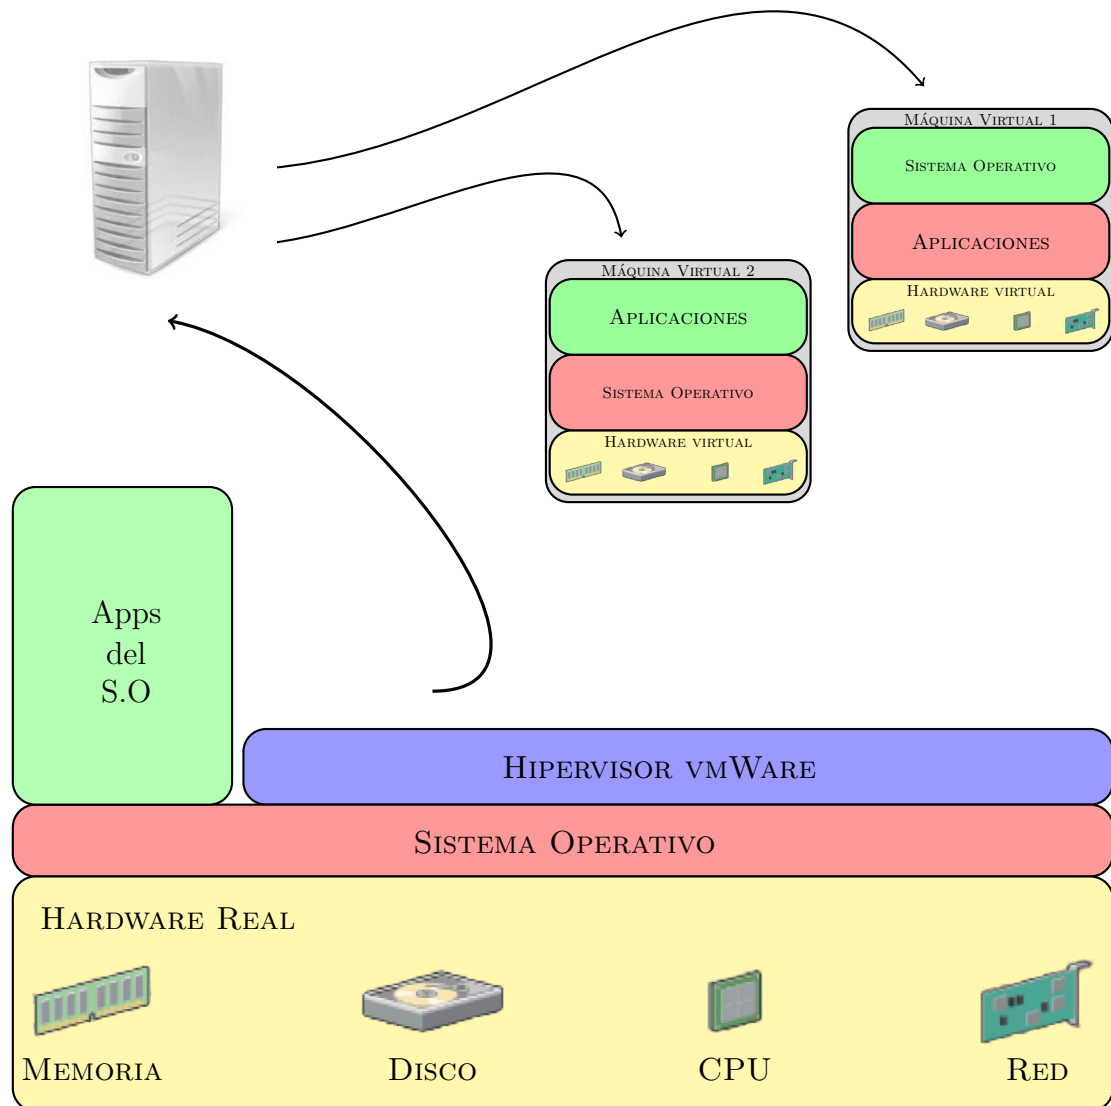 Máquina Virtual 1
Sistema Operativo
Aplicaciones
Hardware virtual
Máquina Virtual 2
Aplicaciones
Sistema Operativo
Hardware virtual
Apps
del
S.O
Hipervisor vmWare
Sistema Operativo
Hardware Real
Memoria
Disco
CPU
Red